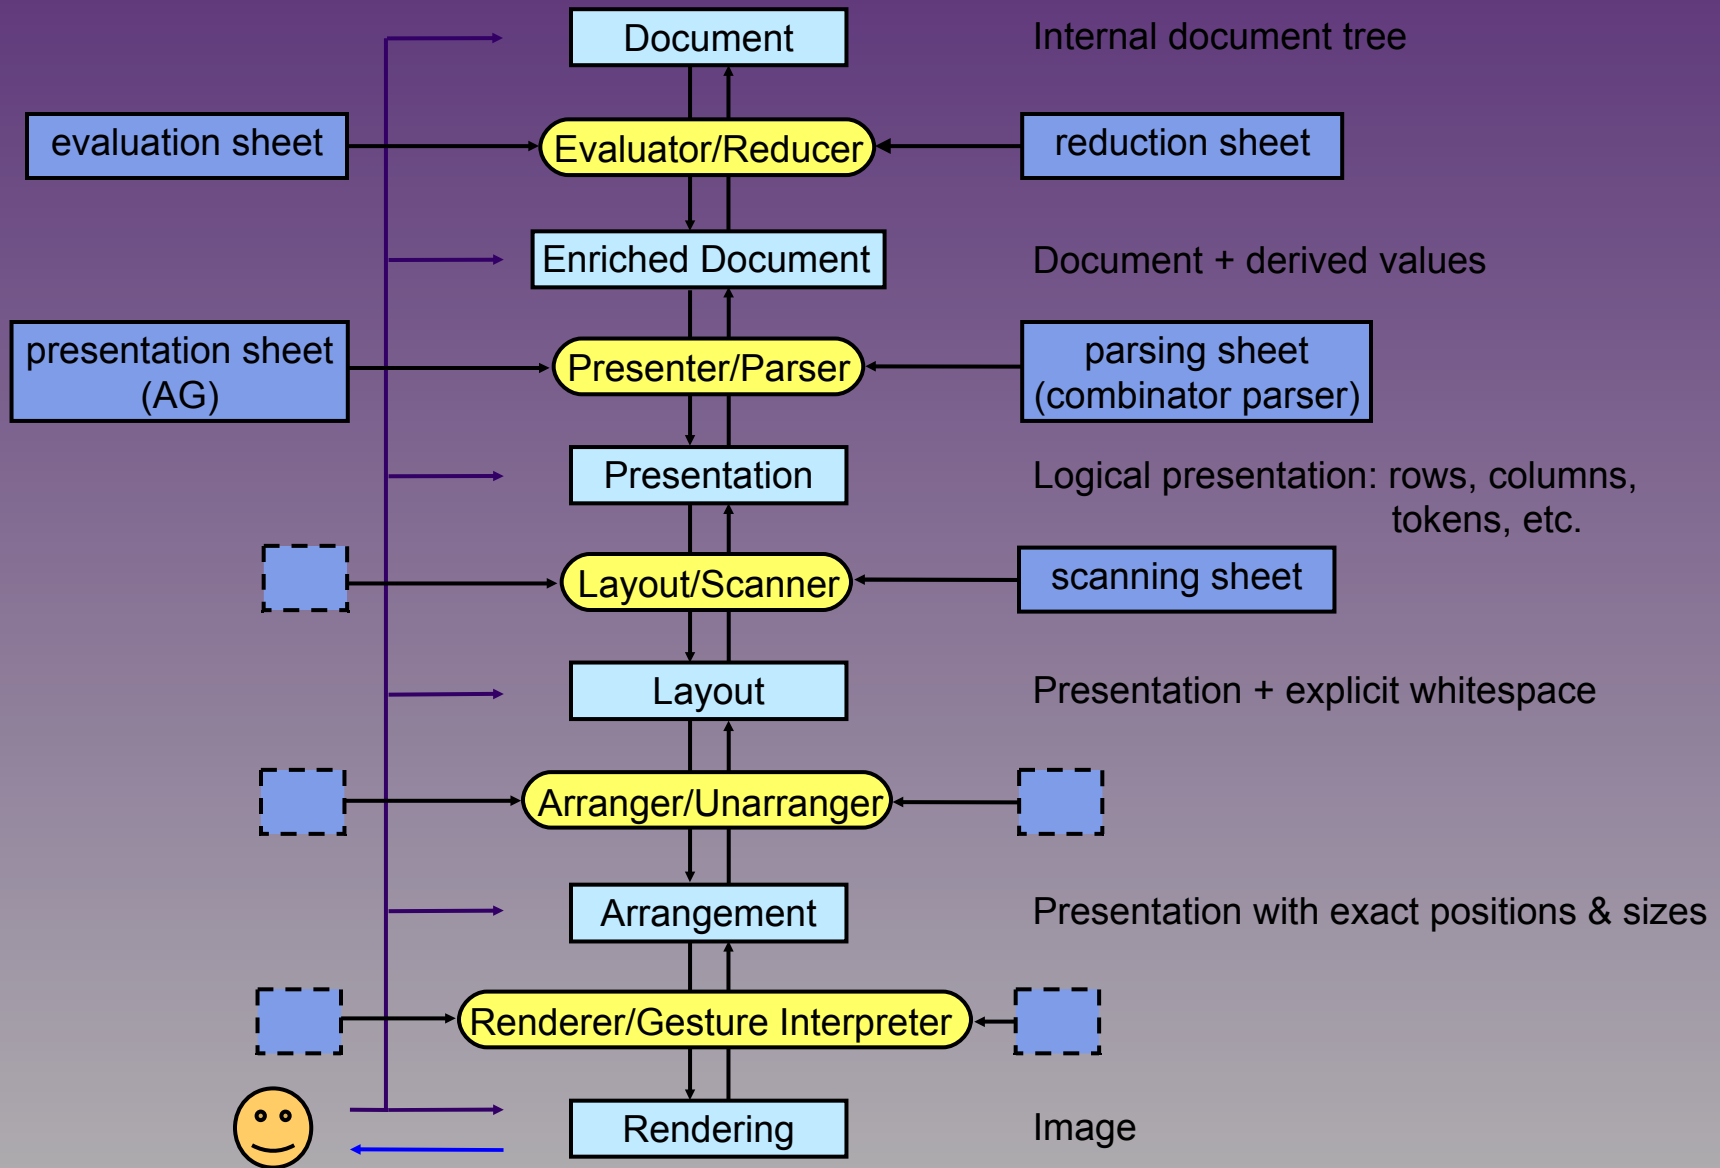 Document
Internal document tree
evaluation sheet
Evaluator/Reducer
reduction sheet
Enriched Document
Document + derived values
presentation sheet
(AG)
Presenter/Parser
parsing sheet
(combinator parser)
Presentation
Logical presentation: rows, columns,
tokens, etc.
Layout/Scanner
scanning sheet
Layout
Presentation + explicit whitespace
Arranger/Unarranger
Arrangement
Presentation with exact positions & sizes
Renderer/Gesture Interpreter
Rendering
Image